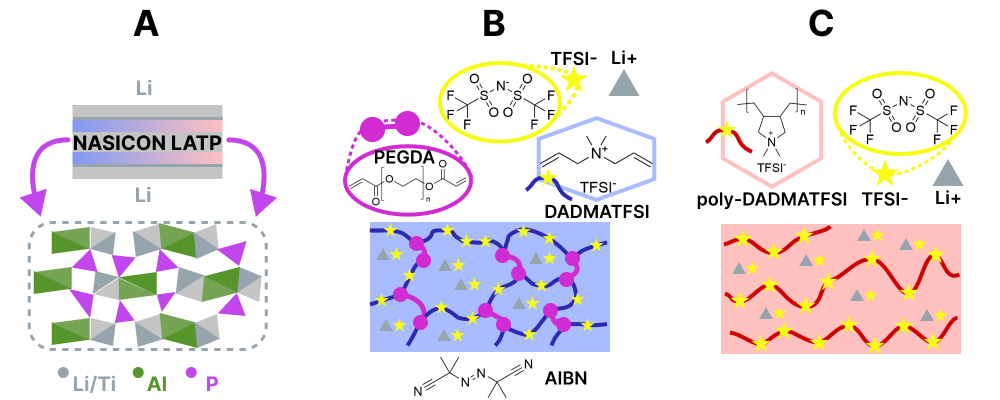 A
Li
NASICON LATP
Li
Li/Ti
Al
P
B
TFSI-
Li+
O
O
N-
S
S
F
F
O
O
F
F
F
F
PEGDA
O
O
O
O
n
N+
TFSI-
DADMATFSI
N
N
N
N
AIBN
C
n
N+
TFSI-
poly-DADMATFSI
O
O
N-
S
S
F
F
O
O
F
F
F
F
TFSI-
Li+